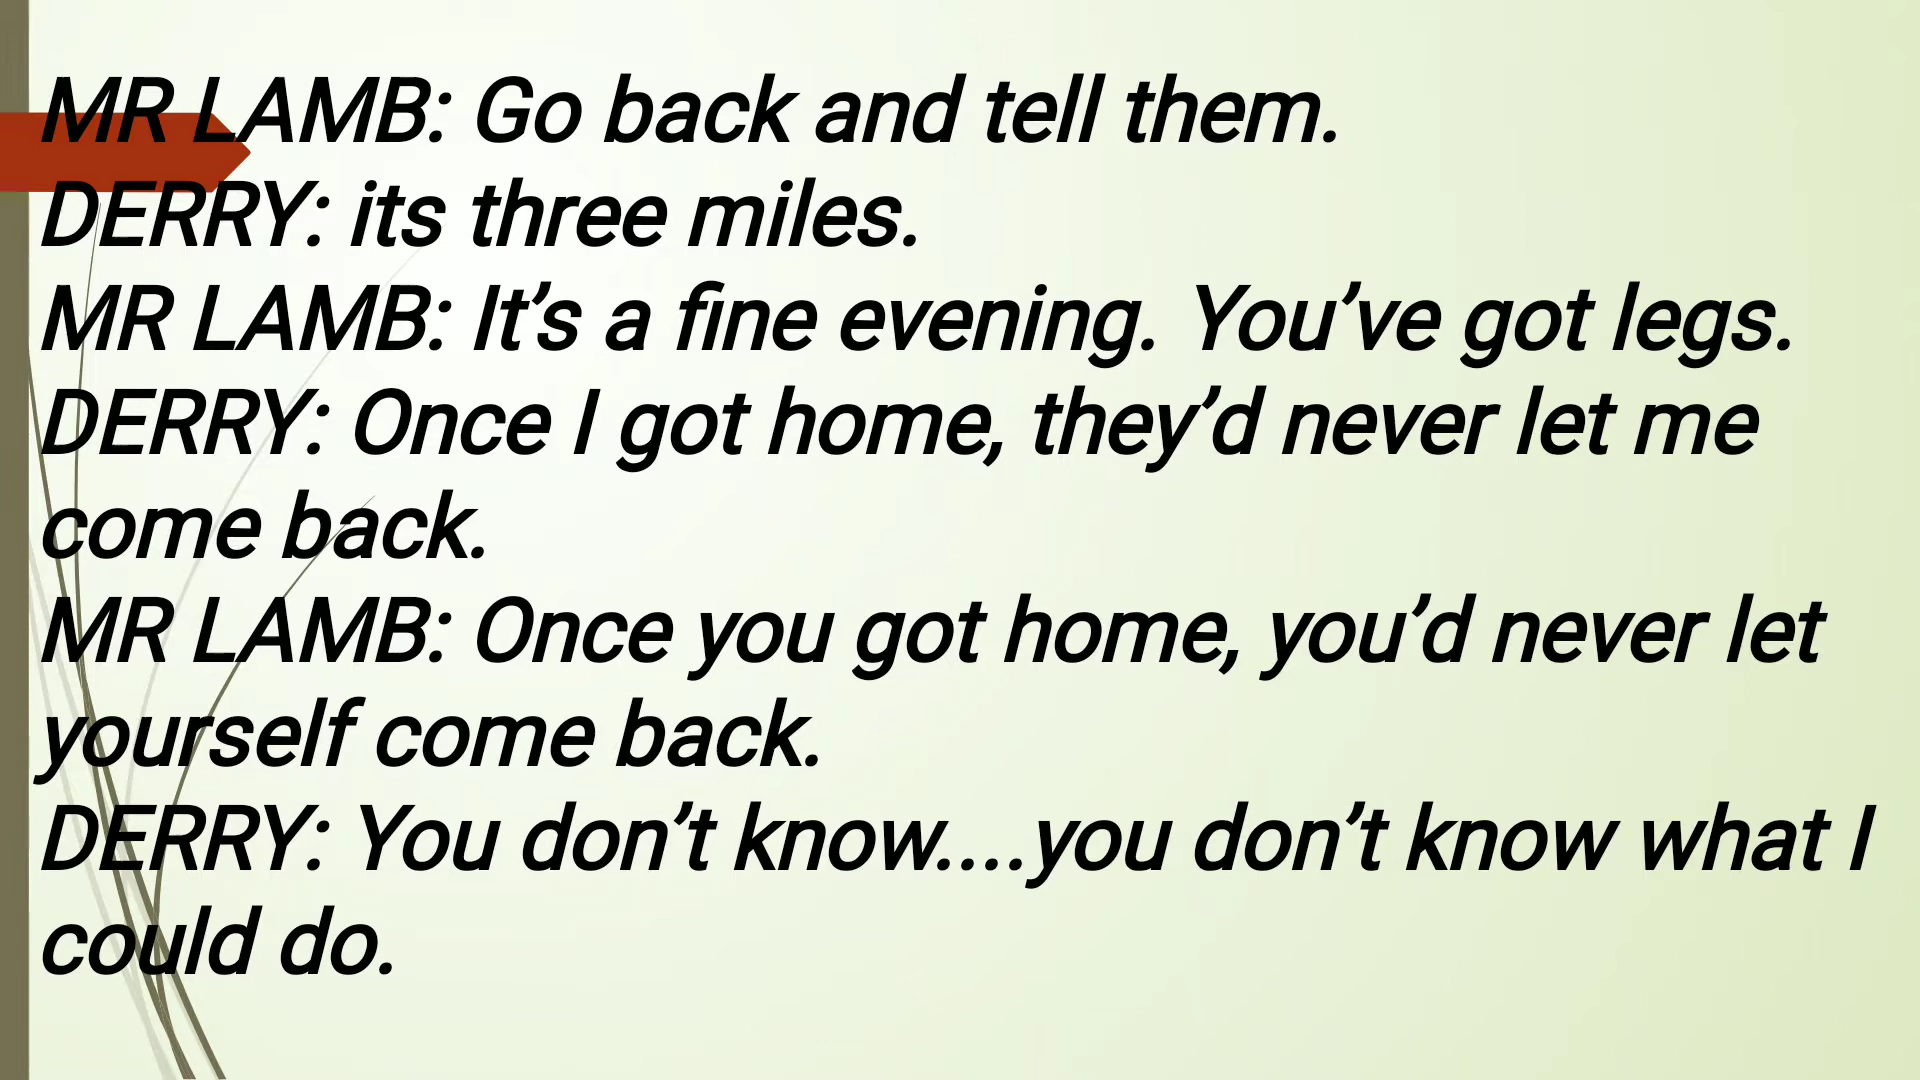 MR LAMB: Go back and tell them.
DERRY: its three miles.
MR LAMB: It’s a fine evening. You’ve got legs.
DERRY: Once I got home, they’d never let me
come back.
MR LAMB: Once you got home, you’d never let
yourself come back.
DERRY: You don’t know....you don’t know what I
could do.